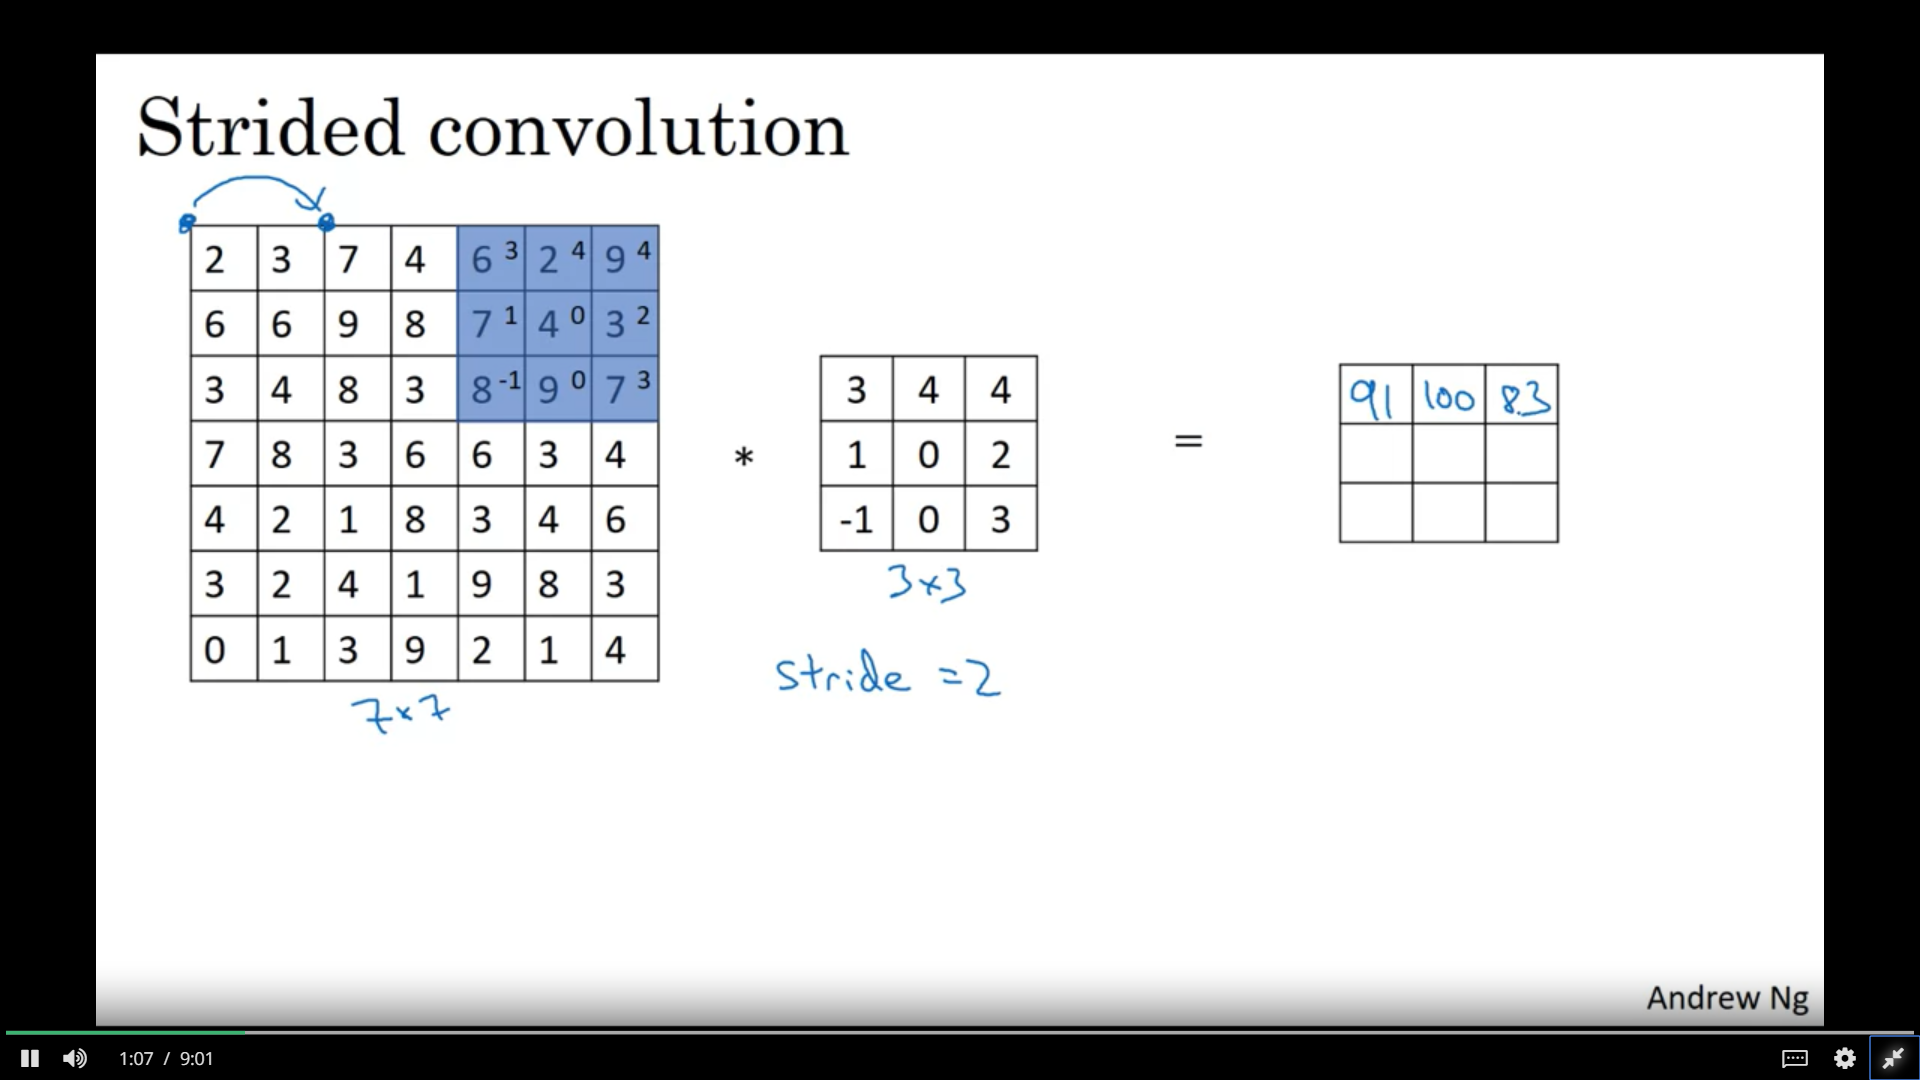 Strided convolution
2 3 7 4 6 3 2 4 9 4
6 6 9 8 7 1 4 0 3 2
3 4 8 3 8 -1 9 0 7 3
7 8 3 6 6 3 4
4 2 1 8 3 4 6
3 2 4 1 9 8 3
0 1 3 9 2 1 4
7×7
*
3 4 4
1 0 2
-1 0 3
3×3
stride =2
=
91 100 83
Andrew Ng
1:07 / 9:01